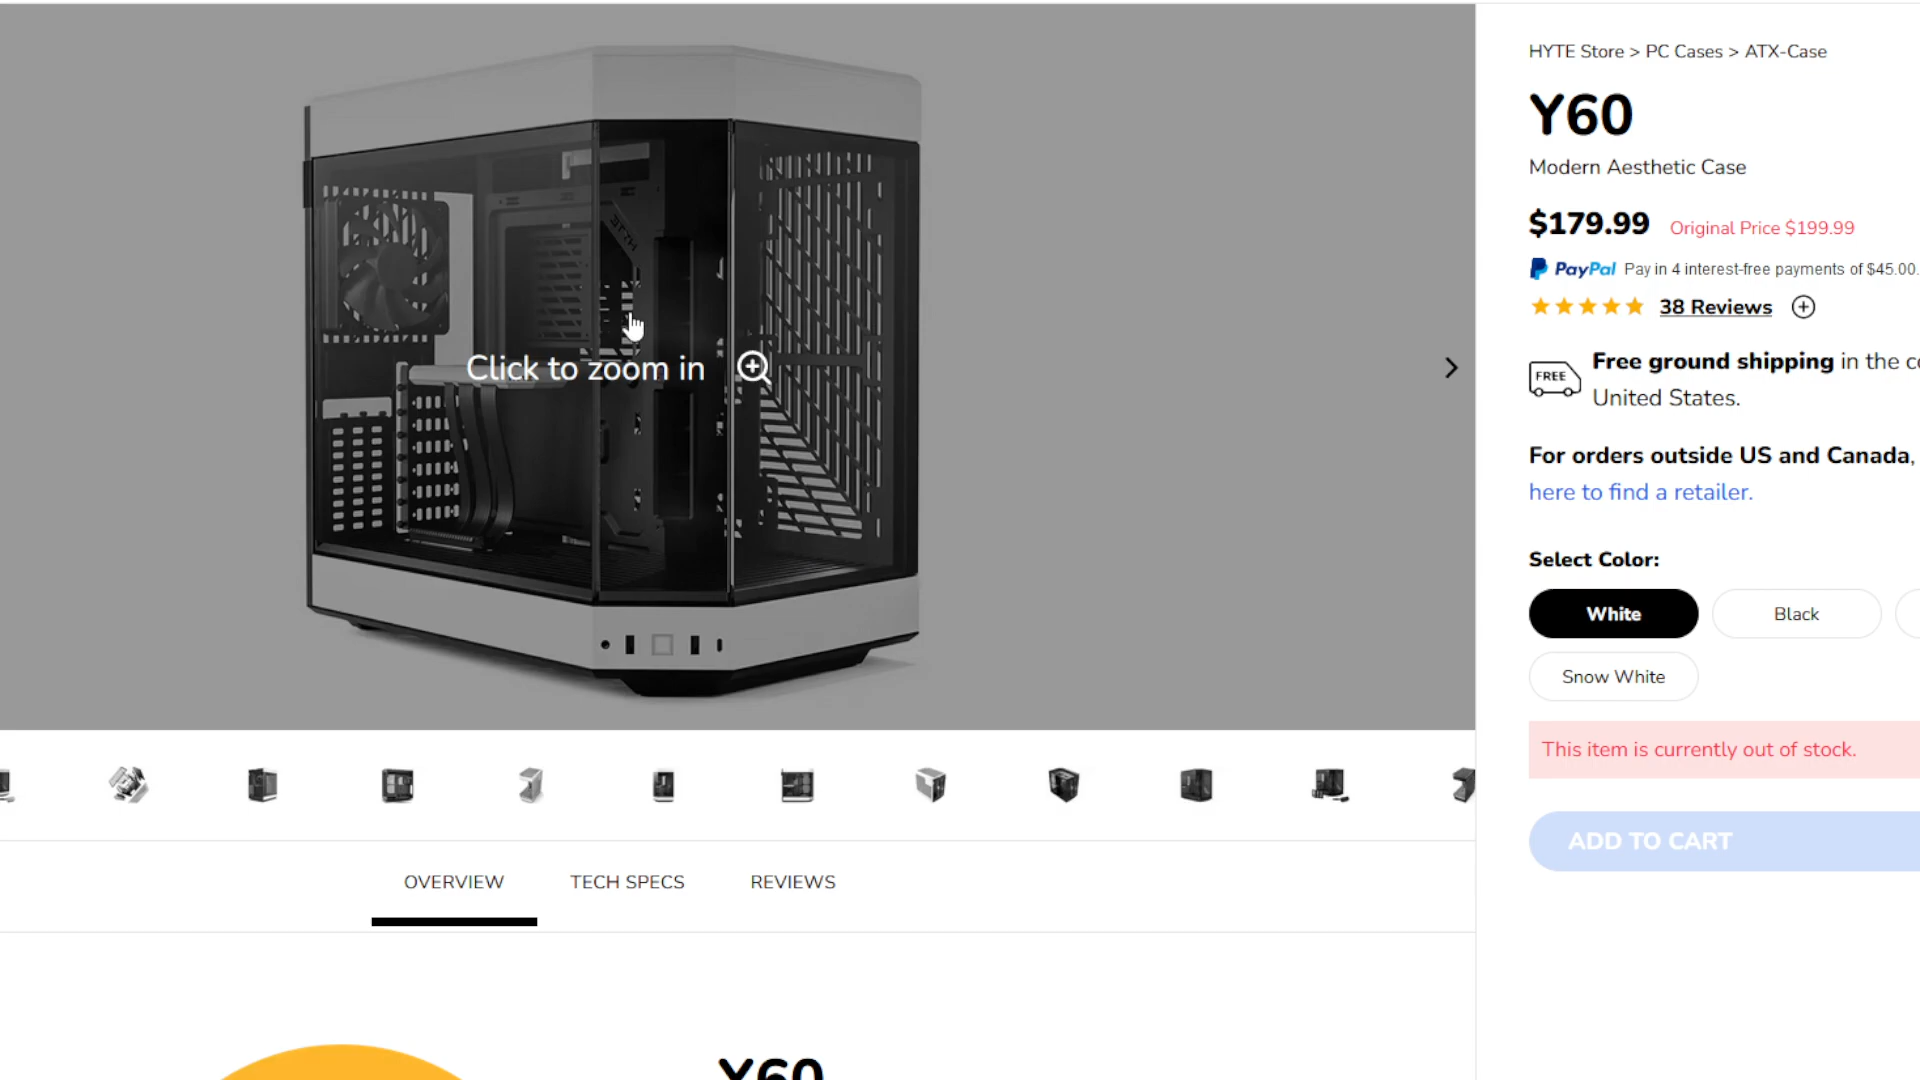 HYTE Store > PC Cases > ATX-Case
Y60
Modern Aesthetic Case
$179.99 Original Price $199.99
PayPal Pay in 4 interest-free payments of $45.00.
38 Reviews
FREE
Free ground shipping in the
United States.
For orders outside US and Canada,
here to find a retailer.
Select Color:
White
Black
Snow White
This item is currently out of stock.
ADD TO CART
Click to zoom in
HYTE
OVERVIEW
TECH SPECS
REVIEWS
Y60